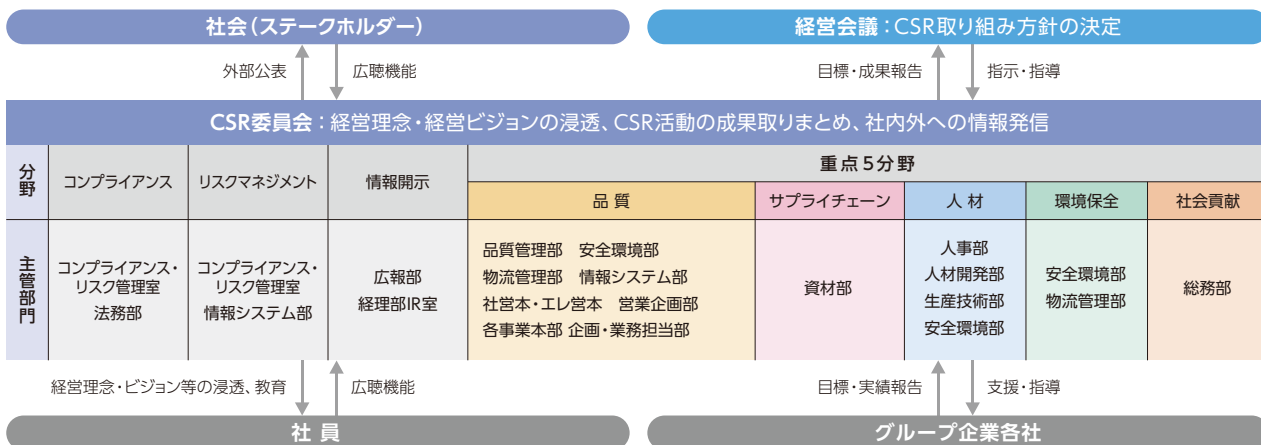 社会（ステークホルダー）
経営会議：CSR取り組み方針の決定
外部公表
広聴機能
目標・成果報告
指示・指導
CSR委員会：経営理念・経営ビジョンの浸透、CSR活動の成果取りまとめ、社内外への情報発信
分野
コンプライアンス
リスクマネジメント
情報開示
重点5分野
品質
サプライチェーン
人材
環境保全
社会貢献
主管部門
コンプライアンス・
リスク管理室
法務部
コンプライアンス・
リスク管理室
情報システム部
広報部
経理部IR室
品質管理部　安全環境部
物流管理部　情報システム部
社営本・エレ営本　営業企画部
各事業本部 企画・業務担当部
資材部
人事部
人材開発部
生産技術部
安全環境部
安全環境部
物流管理部
総務部
経営理念・ビジョン等の浸透、教育
広聴機能
目標・実績報告
支援・指導
社員
グループ企業各社